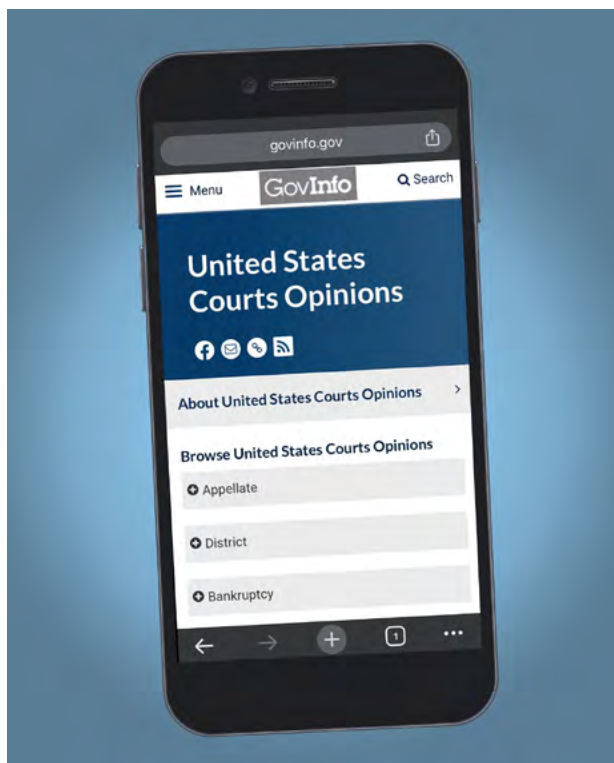 govinfo.gov
Menu
GovInfo
Search
United States
Courts Opinions
About United States Courts Opinions
Browse United States Courts Opinions
Appellate
District
Bankruptcy
1